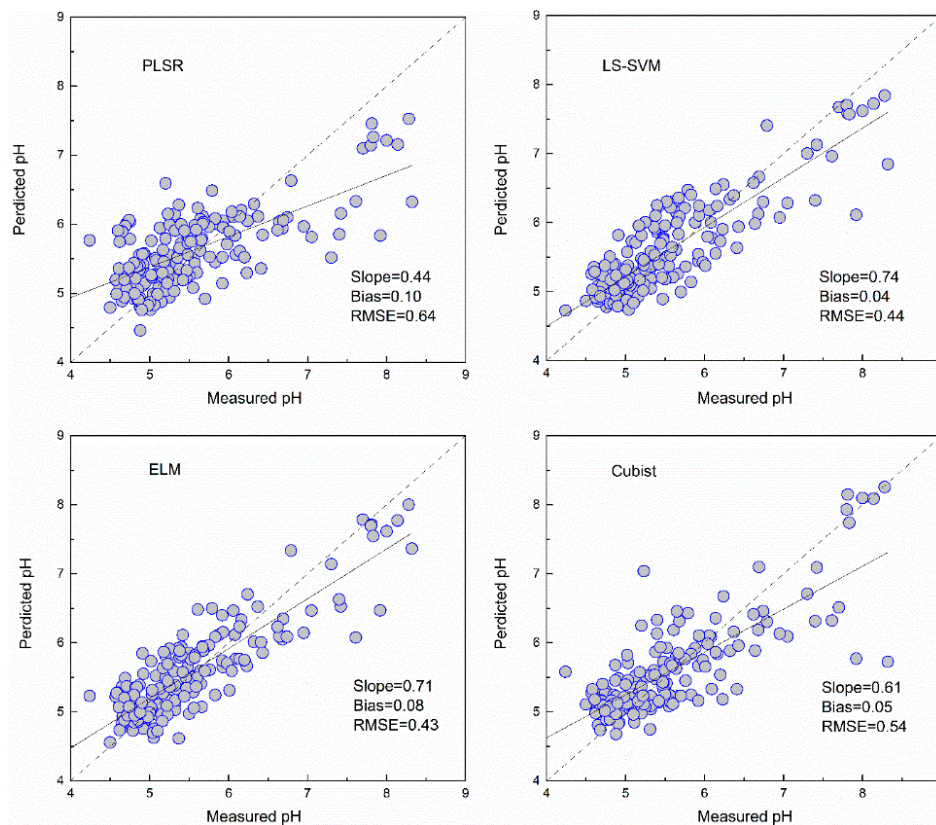 9
8
7
6
5
4
Perdicted pH
PLSR
Slope=0.44
Bias=0.10
RMSE=0.64
4 5 6 7 8 9
Measured pH
9
8
7
6
5
4
Perdicted pH
LS-SVM
Slope=0.74
Bias=0.04
RMSE=0.44
4 5 6 7 8 9
Measured pH
9
8
7
6
5
4
Perdicted pH
ELM
Slope=0.71
Bias=0.08
RMSE=0.43
4 5 6 7 8 9
Measured pH
9
8
7
6
5
4
Perdicted pH
Cubist
Slope=0.61
Bias=0.05
RMSE=0.54
4 5 6 7 8 9
Measured pH